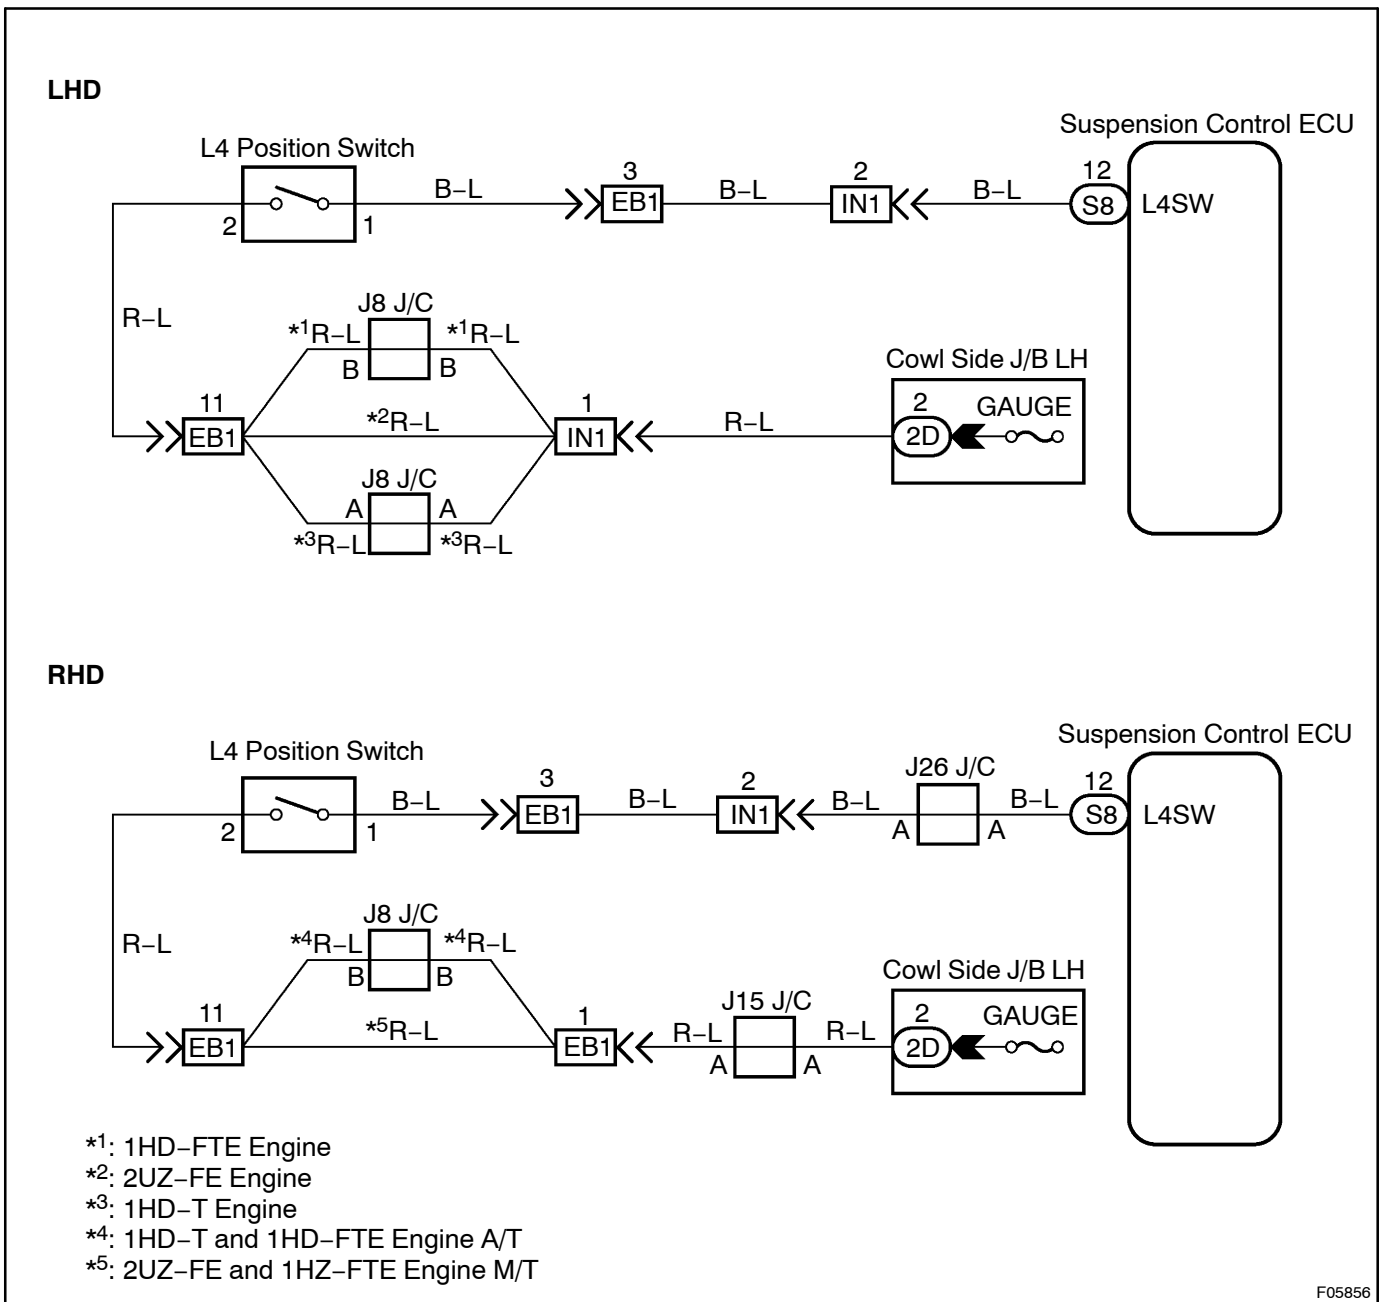 LHD
Suspension Control ECU
L4 Position Switch
B–L
3
EB1
B–L
2
IN1
B–L
12
S8
L4SW
2
1
R–L
J8 J/C
*1R–L
*1R–L
B
B
Cowl Side J/B LH
11
EB1
*2R–L
1
IN1
R–L
2
2D
GAUGE
J8 J/C
A
A
*3R–L
*3R–L
RHD
Suspension Control ECU
L4 Position Switch
B–L
3
EB1
B–L
2
IN1
B–L
J26 J/C
B–L
12
S8
L4SW
A
A
2
1
R–L
J8 J/C
*4R–L
*4R–L
B
B
Cowl Side J/B LH
11
EB1
*5R–L
1
EB1
R–L
J15 J/C
R–L
A
A
2
2D
GAUGE
*1: 1HD–FTE Engine
*2: 2UZ–FE Engine
*3: 1HD–T Engine
*4: 1HD–T and 1HD–FTE Engine A/T
*5: 2UZ–FE and 1HZ–FTE Engine M/T
F05856